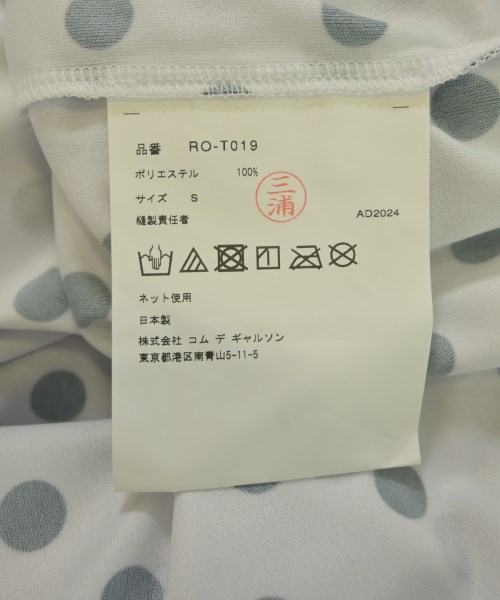 品番 RO-T019
ポリエステル 100%
サイズ S
縫製責任者
三浦
AD2024
ネット使用
日本製
株式会社 コム デ ギャルソン
東京都港区南青山5-11-5